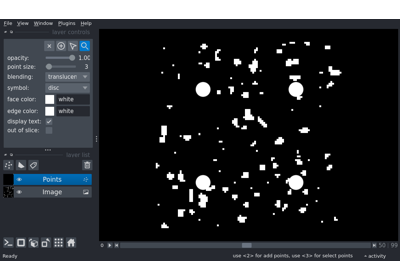 File View Window Plugins Help
layer controls
opacity: 1.00
point size: 3
blending: translucen
symbol: disc
face color: white
edge color: white
display text:
out of slice:
layer list
Points
Image
0 50 99
Ready use <2> for add points, use <3> for select points activity